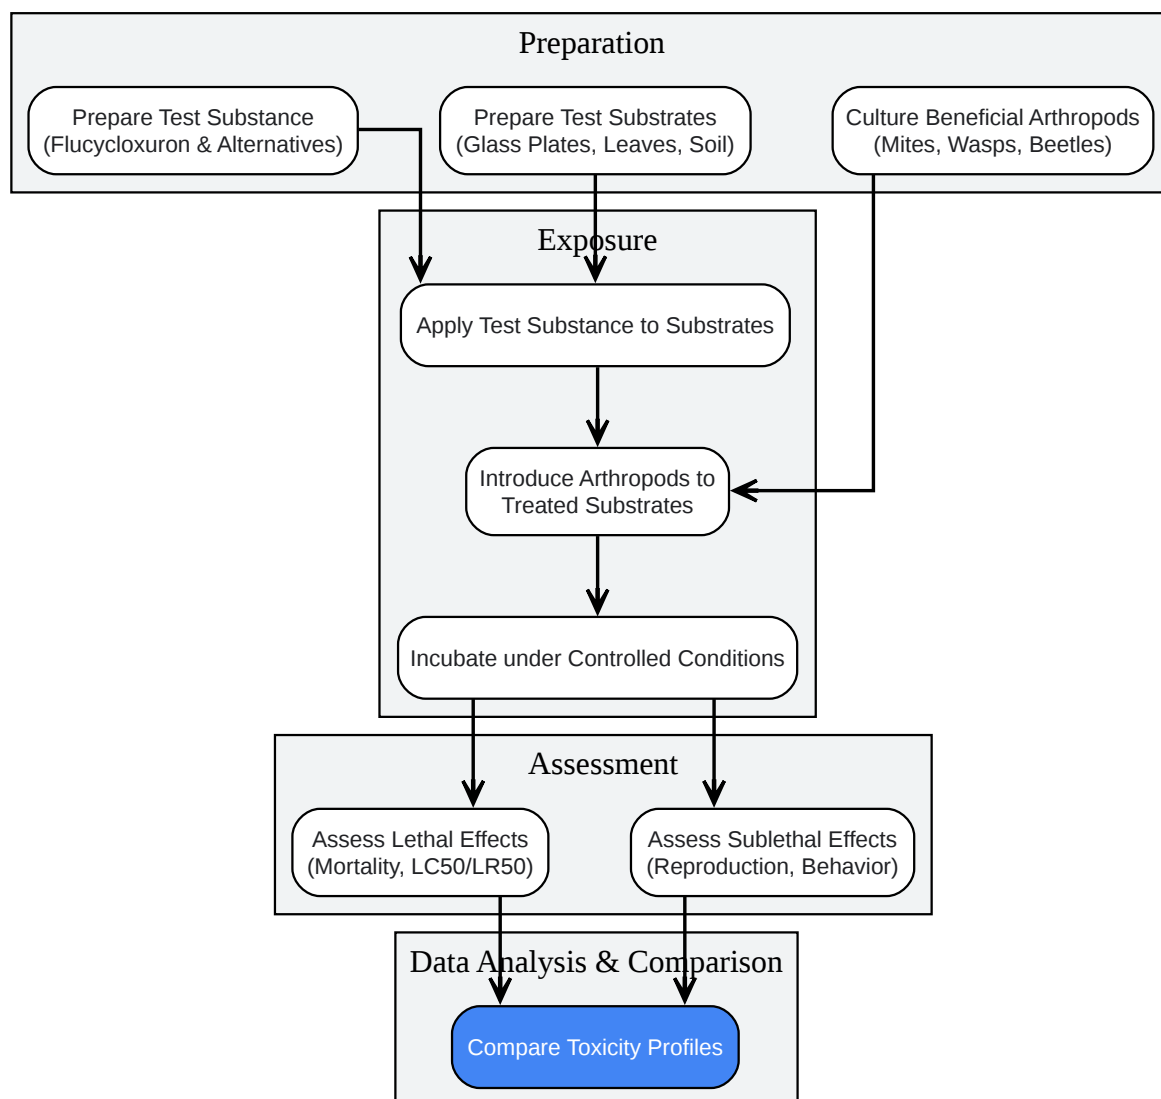 Preparation
Prepare Test Substance
(Flucycloxuron & Alternatives)
Prepare Test Substrates
(Glass Plates, Leaves, Soil)
Culture Beneficial Arthropods
(Mites, Wasps, Beetles)
Exposure
Apply Test Substance to Substrates
Introduce Arthropods to
Treated Substrates
Incubate under Controlled Conditions
Assessment
Assess Lethal Effects
(Mortality, LC50/LR50)
Assess Sublethal Effects
(Reproduction, Behavior)
Data Analysis & Comparison
Compare Toxicity Profiles